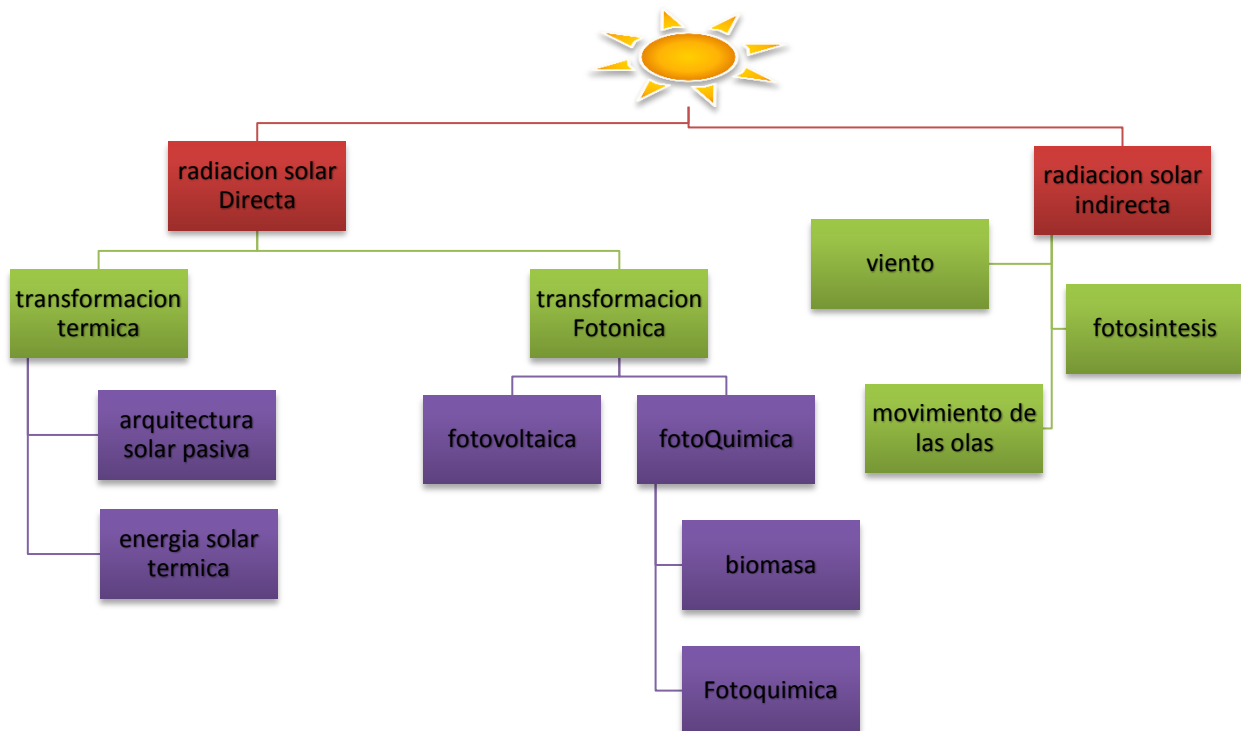 radiacion solar
Directa
radiacion solar
indirecta
viento
transformacion
termica
transformacion
Fotonica
fotosintesis
arquitectura
solar pasiva
fotovoltaica
fotoQuimica
movimiento de
las olas
energia solar
termica
biomasa
Fotoquimica